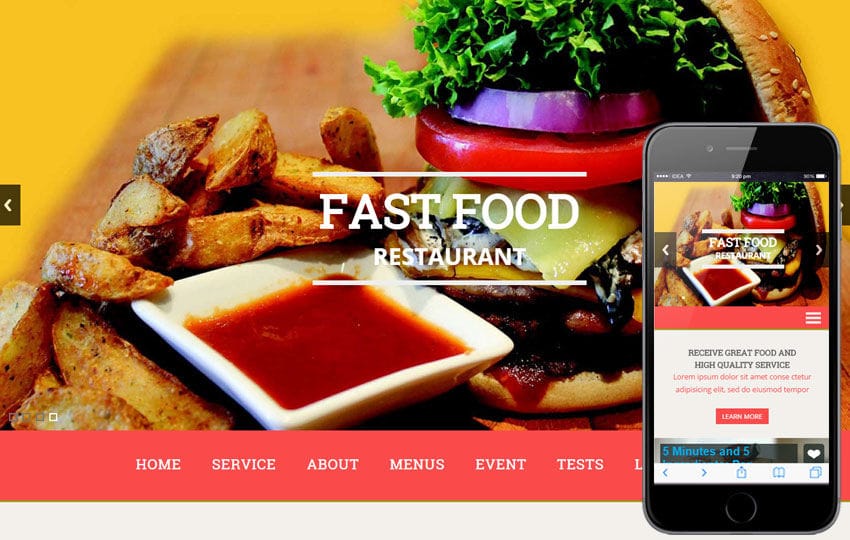 FAST FOOD
RESTAURANT
HOME SERVICE ABOUT MENUS EVENT TESTS L
IDEA 9:20 pm 90%
FAST FOOD
RESTAURANT
RECEIVE GREAT FOOD AND
HIGH QUALITY SERVICE
Lorem ipsum dolor sit amet conse ctetur
adipisicing elit, sed do eiusmod tempor
LEARN MORE
5 Minutes and 5